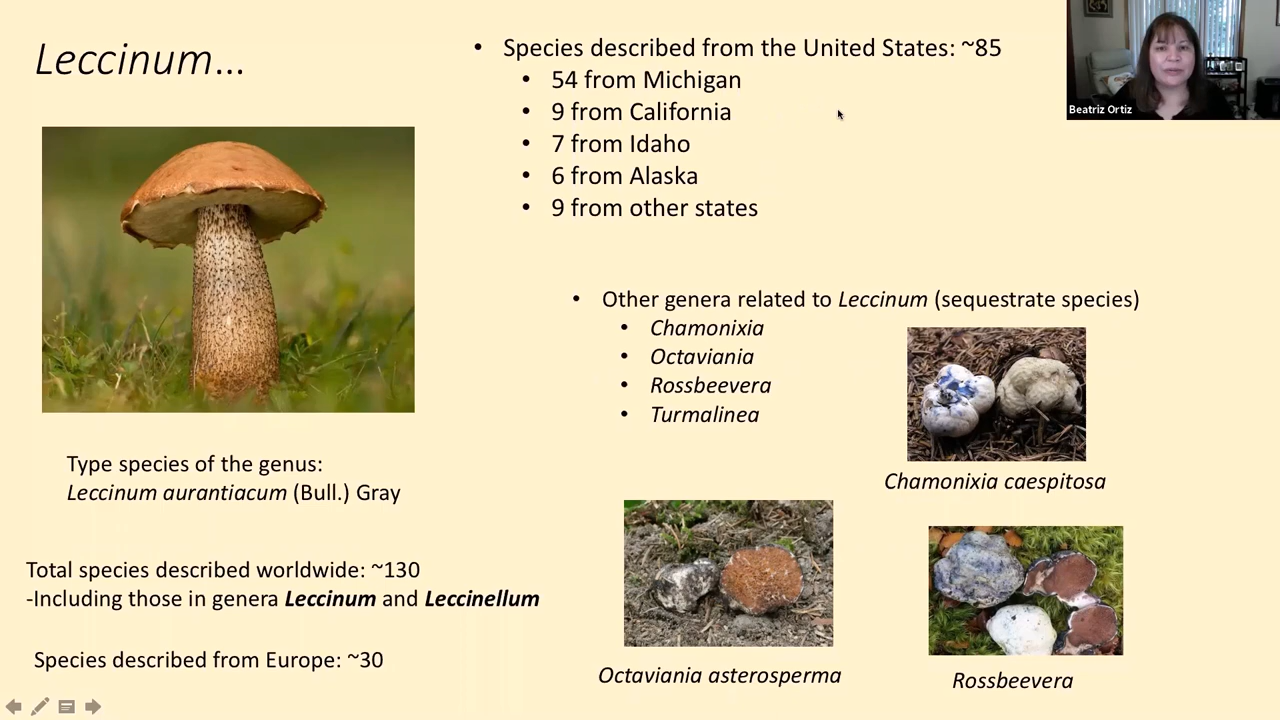 Leccinum...
Type species of the genus:
Leccinum aurantiacum (Bull.) Gray
Total species described worldwide: ~130
-Including those in genera Leccinum and Leccinellum
Species described from Europe: ~30
• Species described from the United States: ~85
• 54 from Michigan
• 9 from California
• 7 from Idaho
• 6 from Alaska
• 9 from other states
• Other genera related to Leccinum (sequestrate species)
• Chamonixia
• Octaviania
• Rossbeevera
• Turmalinea
Chamonixia caespitosa
Octaviania asterosperma
Rossbeevera
Beatriz Ortiz